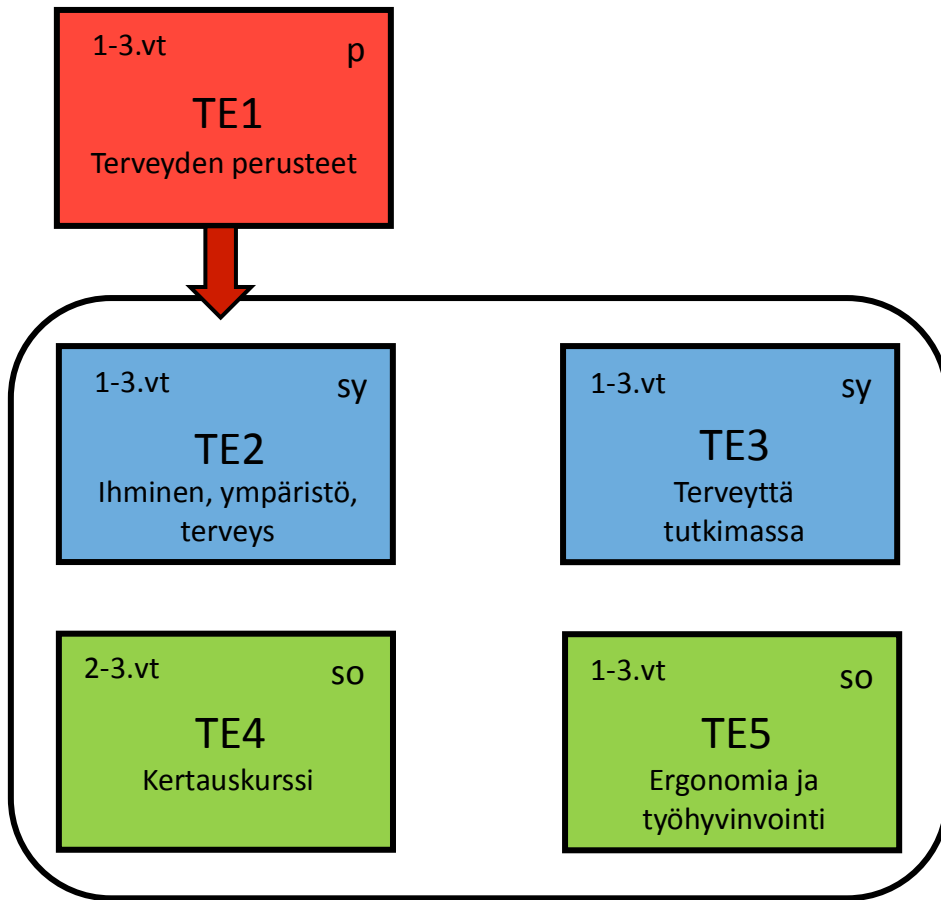 1-3.vt p
TE1
Terveyden perusteet
1-3.vt sy
TE2
Ihminen, ympäristö,
terveys
1-3.vt sy
TE3
Terveyttä
tutkimassa
2-3.vt so
TE4
Kertauskurssi
1-3.vt so
TE5
Ergonomia ja
työhyvinvointi